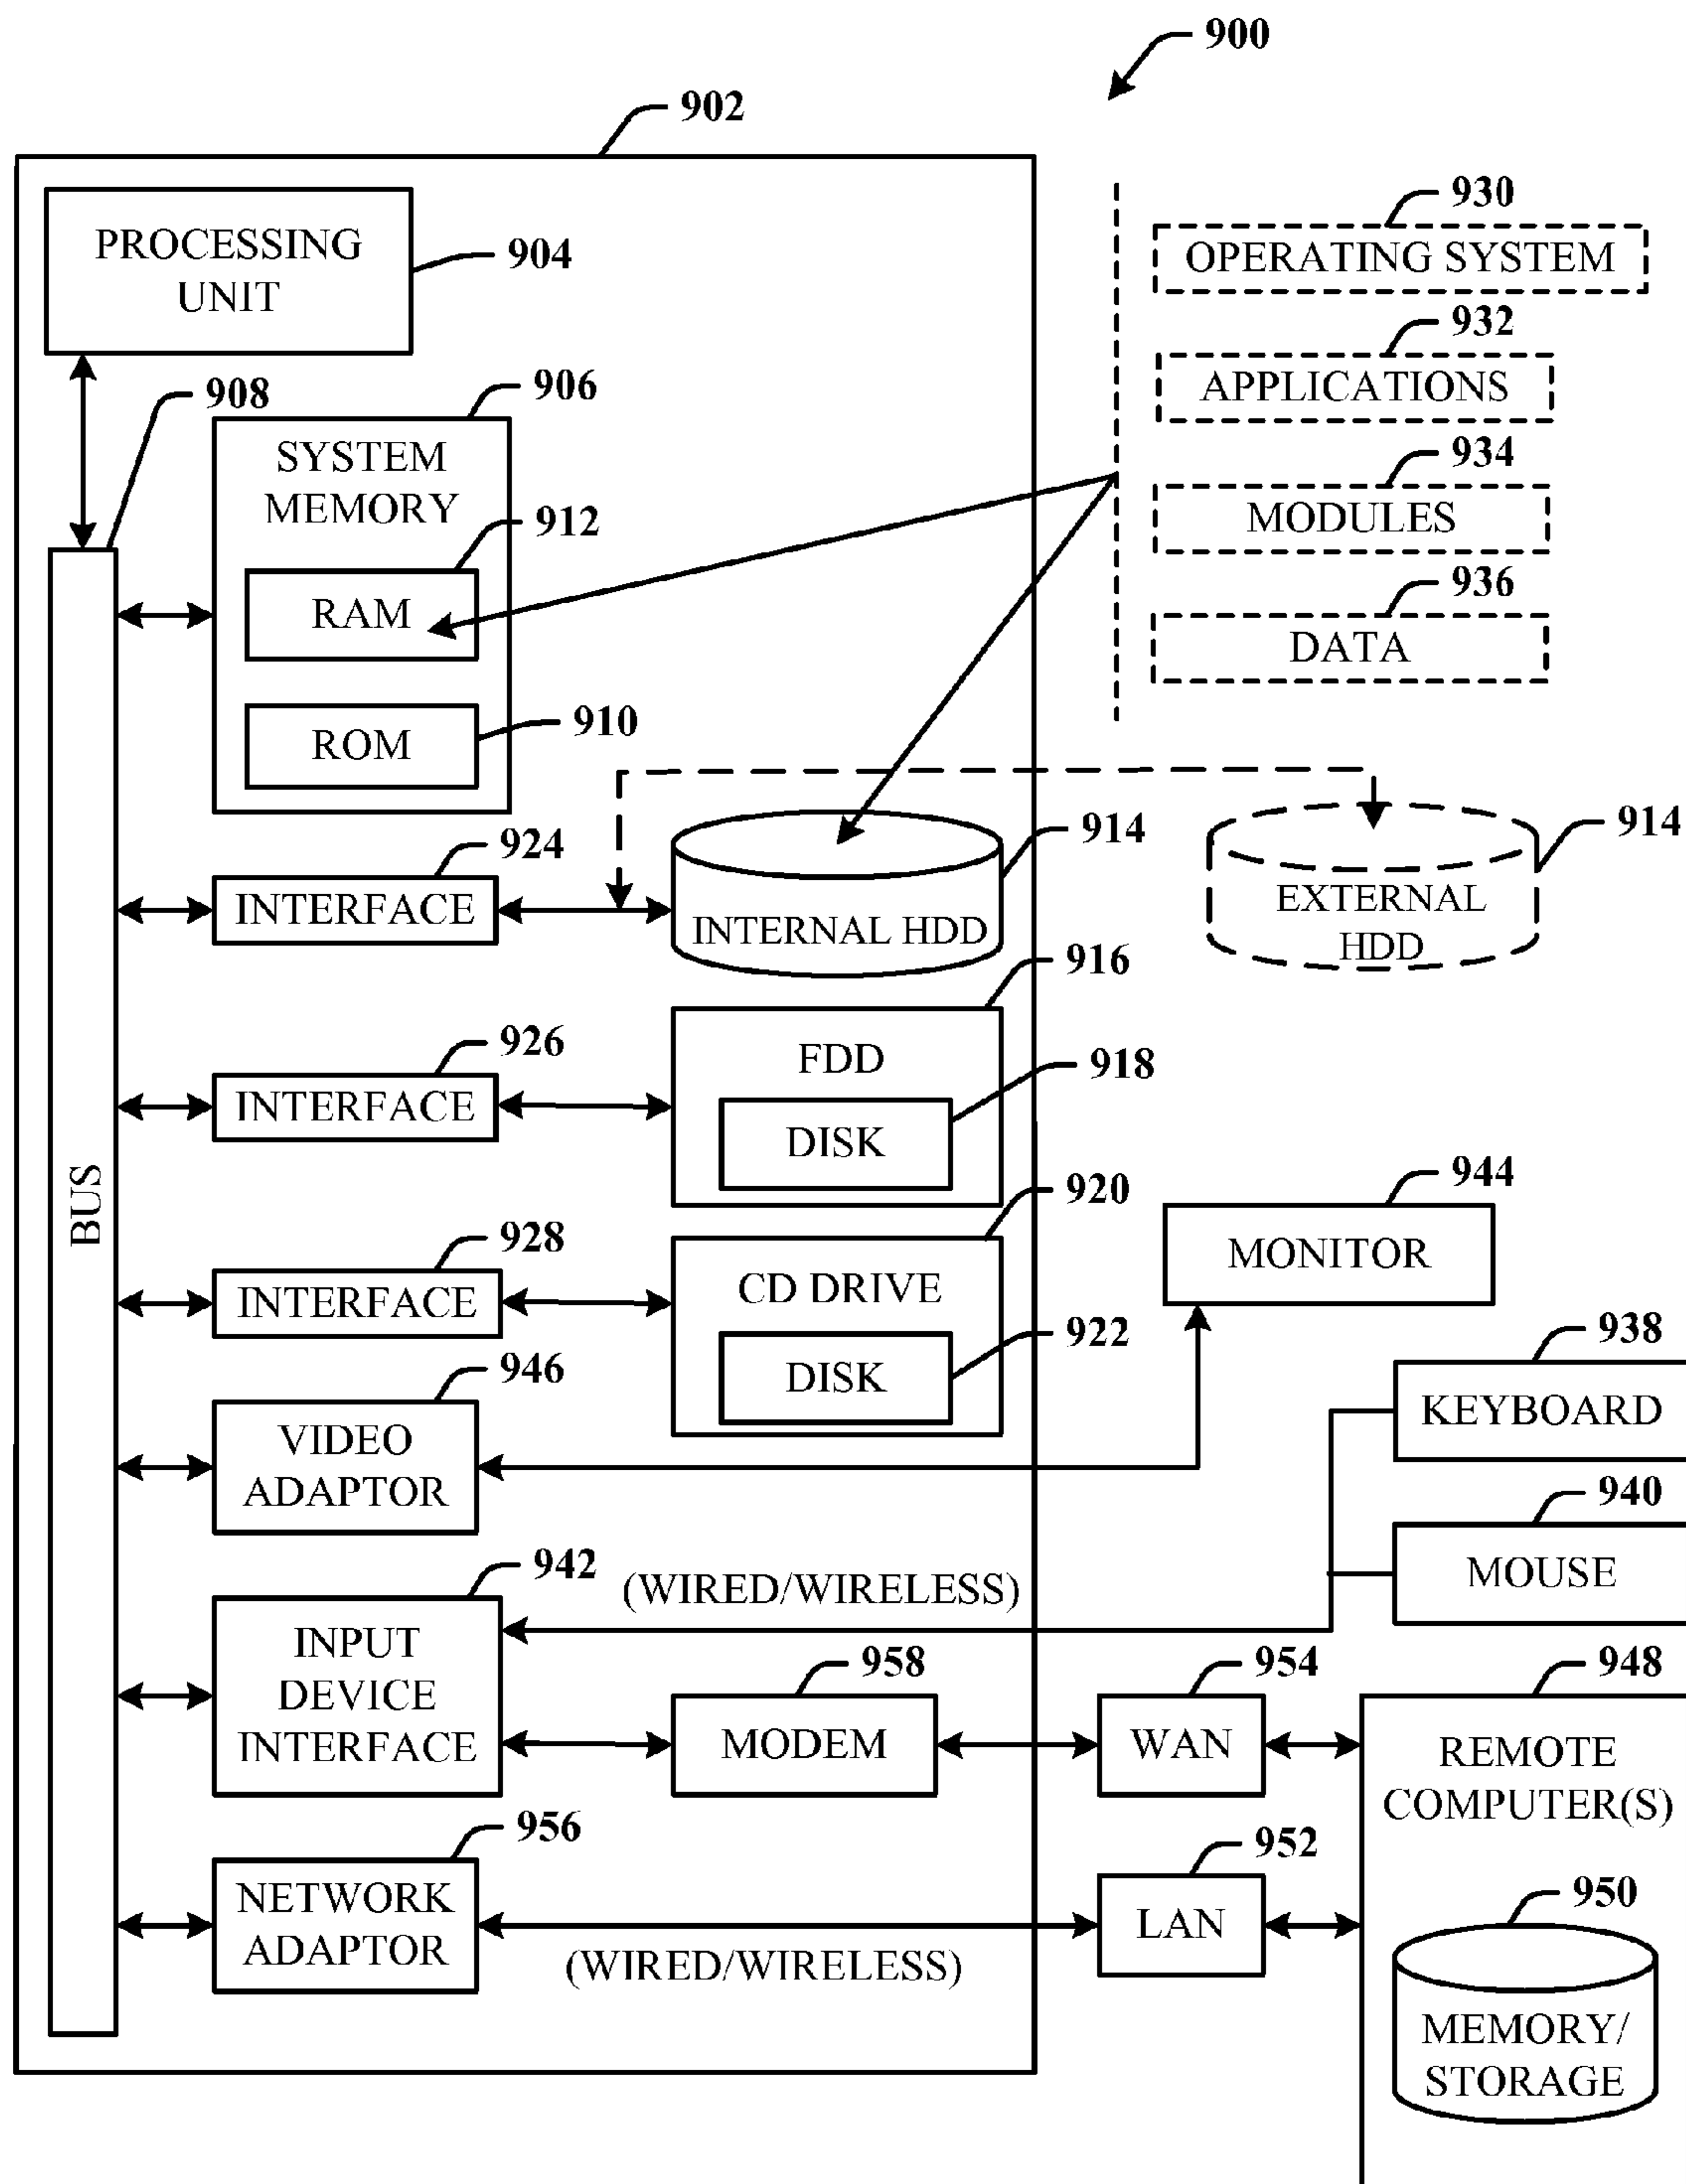 900
902
930
PROCESSING
UNIT
904
OPERATING SYSTEM
932
APPLICATIONS
908
906
SYSTEM
MEMORY
934
MODULES
912
RAM
936
DATA
910
ROM
924
INTERFACE
914
INTERNAL HDD
914
EXTERNAL
HDD
916
926
INTERFACE
FDD
918
DISK
BUS
920
944
MONITOR
928
INTERFACE
CD DRIVE
922
DISK
938
KEYBOARD
946
VIDEO
ADAPTOR
940
MOUSE
942
(WIRED/WIRELESS)
INPUT
DEVICE
INTERFACE
958
MODEM
954
WAN
948
REMOTE
COMPUTER(S)
956
NETWORK
ADAPTOR
(WIRED/WIRELESS)
952
LAN
950
MEMORY/
STORAGE